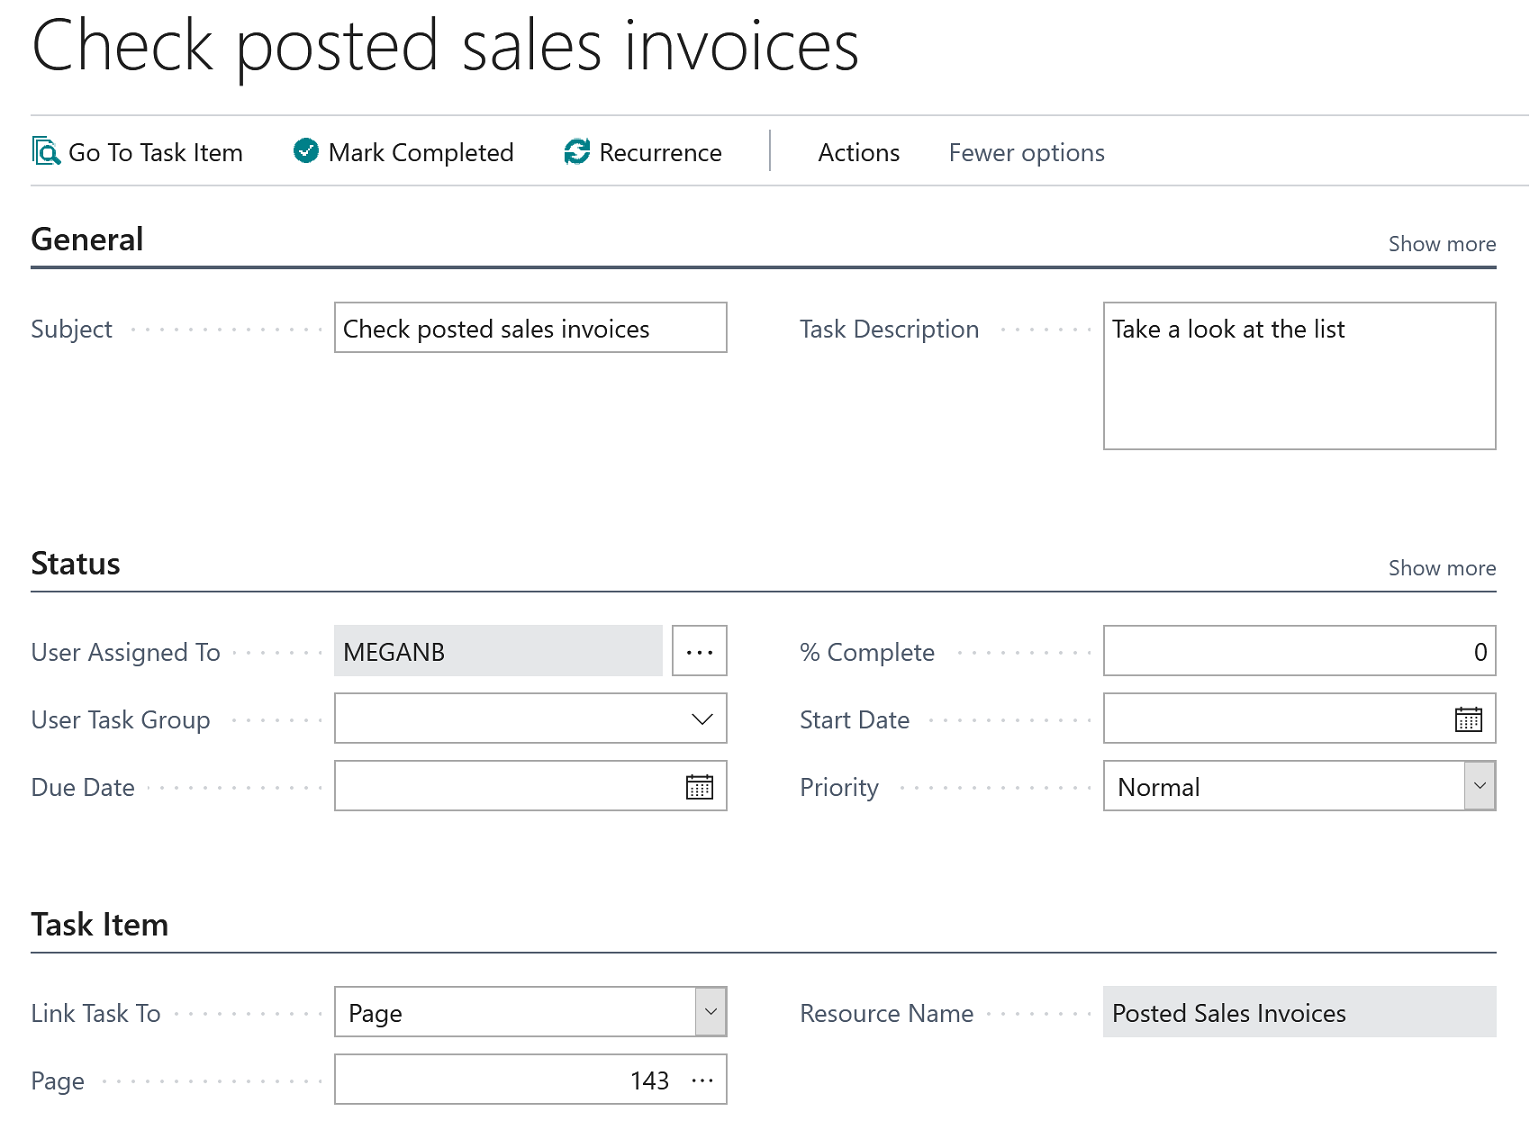 Check posted sales invoices
Go To Task Item Mark Completed Recurrence Actions Fewer options
General Show more
Subject Check posted sales invoices Task Description Take a look at the list
Status Show more
User Assigned To MEGANB ... % Complete 0
User Task Group Start Date
Due Date Priority Normal
Task Item
Link Task To Page Resource Name Posted Sales Invoices
Page 143 ...